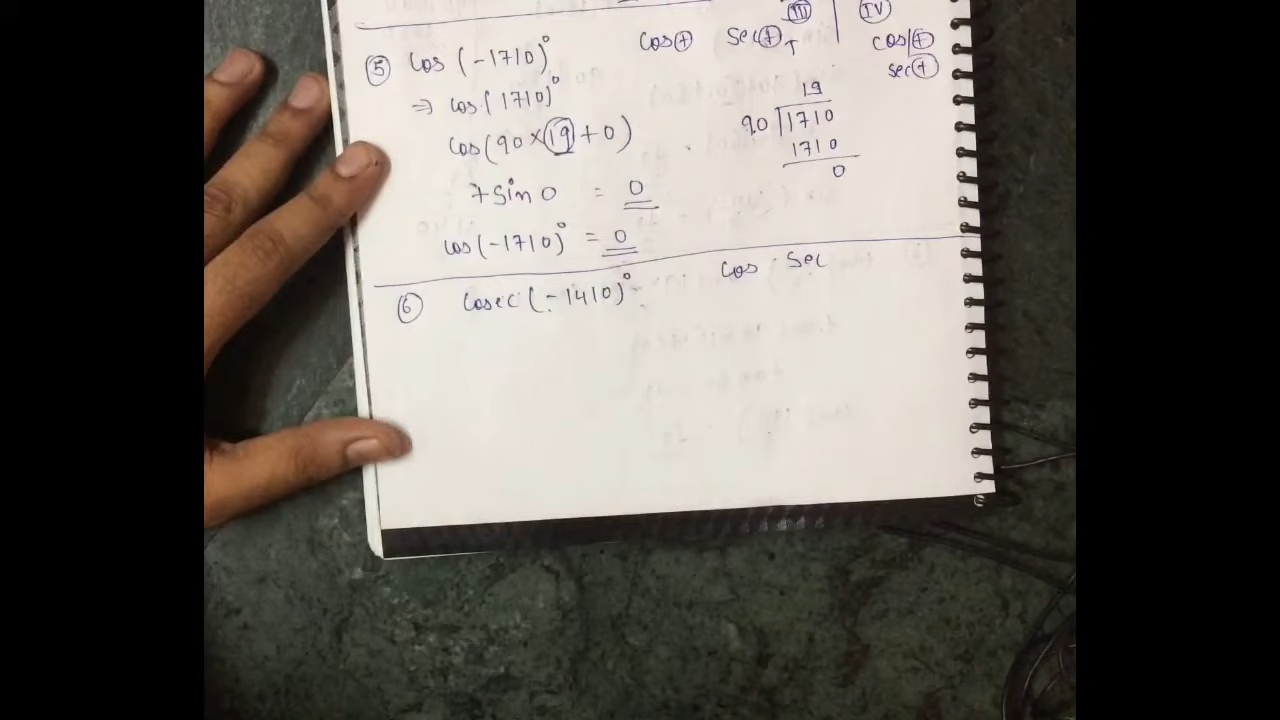 III IV
cos + sec + T cos +
sec +
5 cos (-1710)°
⇒ cos (1710)°
cos(90×19+0)
+ sin 0° = 0
cos(-1710)° = 0
19
90 1710
1710
0
6 cosec (-1410)° cos sec